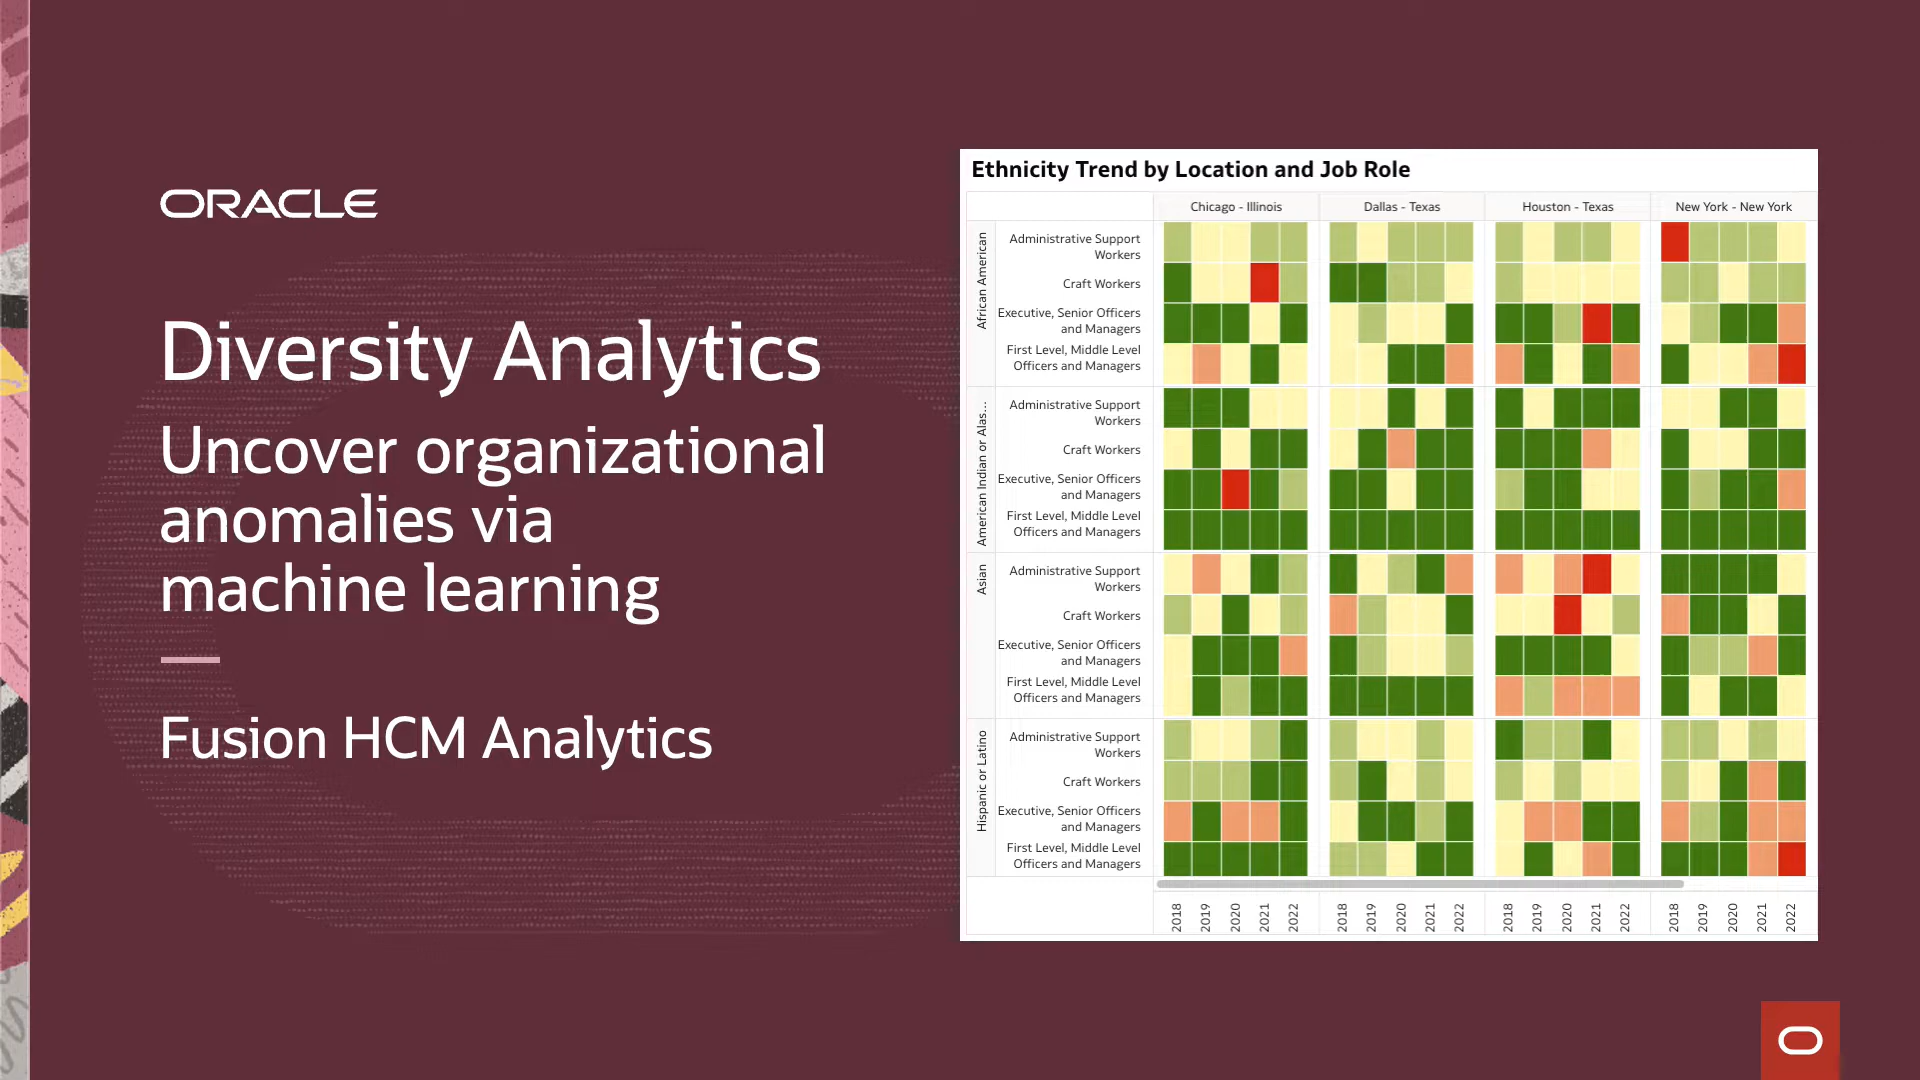 ORACLE
Diversity Analytics
Uncover organizational
anomalies via
machine learning
Fusion HCM Analytics
Ethnicity Trend by Location and Job Role
Chicago - Illinois
Dallas - Texas
Houston - Texas
New York - New York
African American
Administrative Support
Workers
Craft Workers
Executive, Senior Officers
and Managers
First Level, Middle Level
Officers and Managers
American Indian or Alas...
Administrative Support
Workers
Craft Workers
Executive, Senior Officers
and Managers
First Level, Middle Level
Officers and Managers
Asian
Administrative Support
Workers
Craft Workers
Executive, Senior Officers
and Managers
First Level, Middle Level
Officers and Managers
Hispanic or Latino
Administrative Support
Workers
Craft Workers
Executive, Senior Officers
and Managers
First Level, Middle Level
Officers and Managers
2018
2019
2020
2021
2022
2018
2019
2020
2021
2022
2018
2019
2020
2021
2022
2018
2019
2020
2021
2022